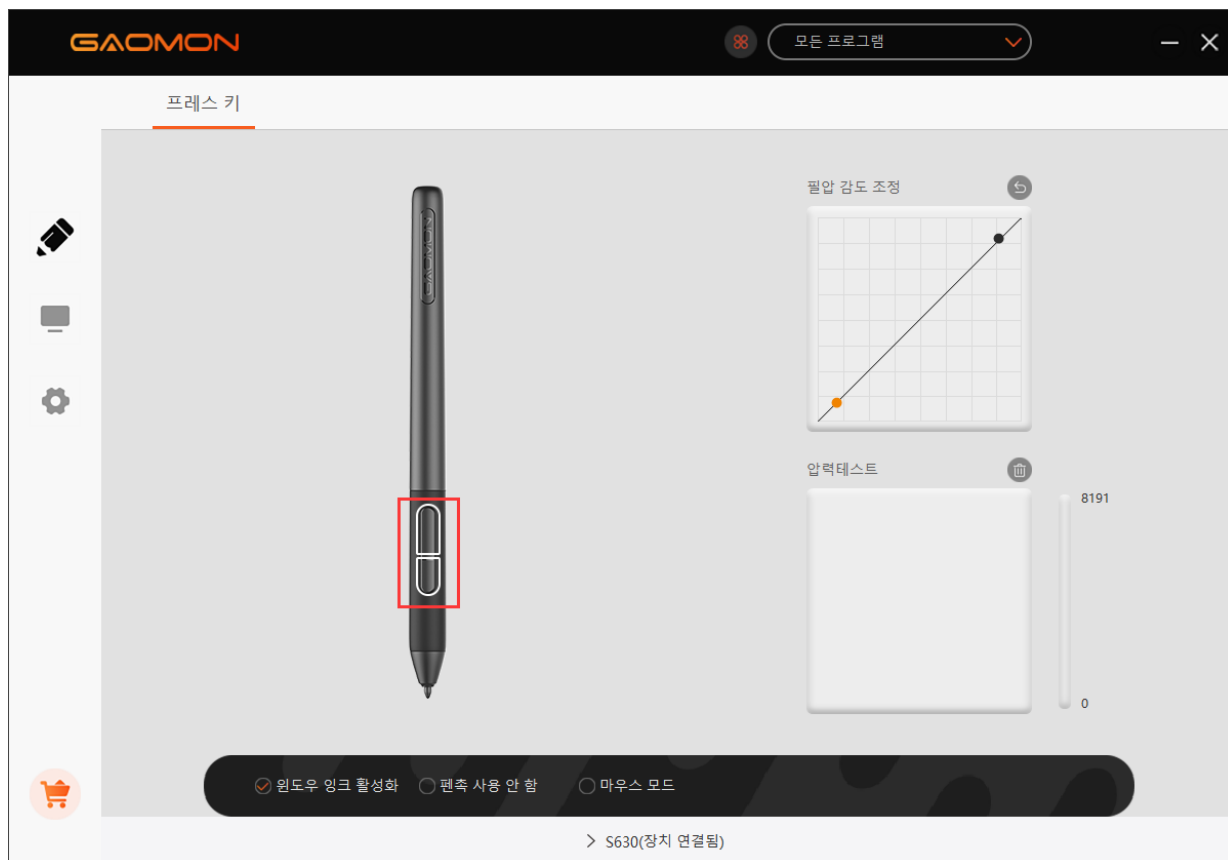 GAOMON
모든 프로그램
프레스 키
필압 감도 조정
GAOMON
압력테스트
8191
0
윈도우 잉크 활성화
펜촉 사용 안 함
마우스 모드
S630(장치 연결됨)